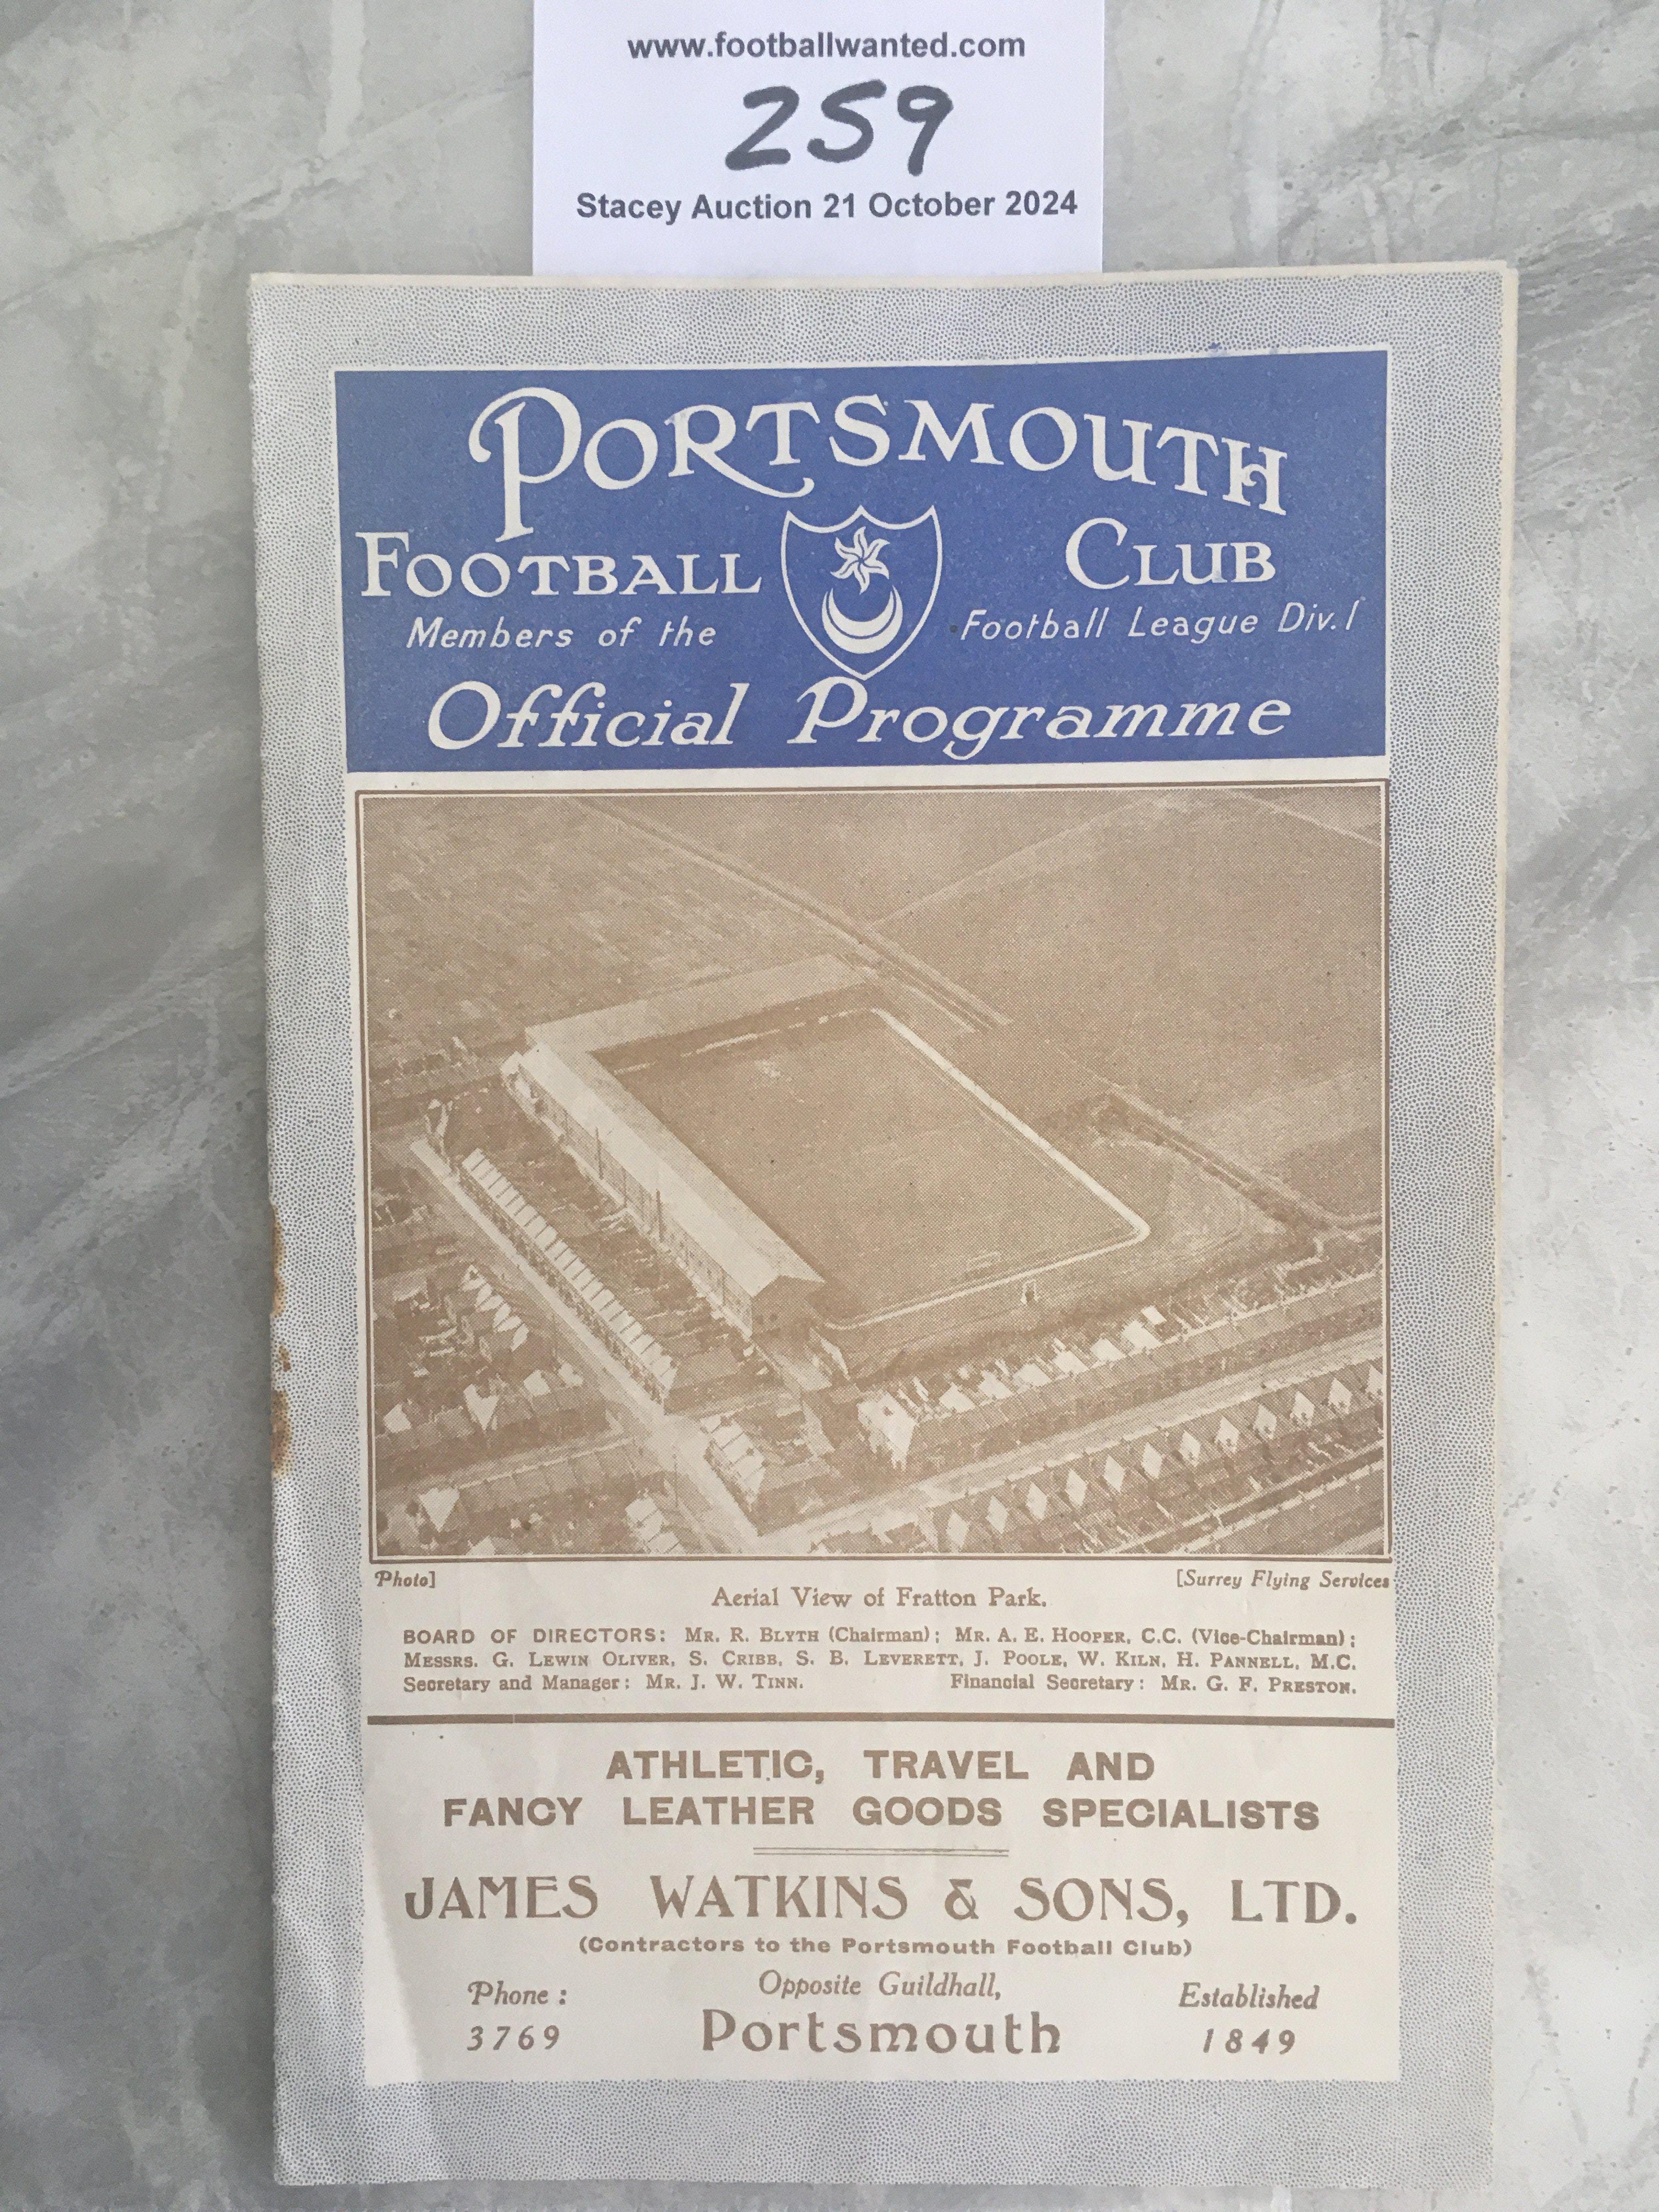 www.footballwanted.com
259
Stacey Auction 21 October 2024
PORTSMOUTH
FOOTBALL CLUB
Members of the Football League Div. 1
Official Programme
Photo] [Surrey Flying Services
Aerial View of Fratton Park.
BOARD OF DIRECTORS: MR. R. BLYTH (Chairman); MR. A. E. HOOPER, C.C. (Vice-Chairman);
MESSRS. G. LEWIN OLIVER, S. CRIBB, S. B. LEVERETT, J. POOLE, W. KILN, H. PANNELL, M.C.
Secretary and Manager: MR. J. W. TINN. Financial Secretary: MR. G. F. PRESTON.
ATHLETIC, TRAVEL AND
FANCY LEATHER GOODS SPECIALISTS
JAMES WATKINS & SONS, LTD.
(Contractors to the Portsmouth Football Club)
Phone: Opposite Guildhall, Established
3769 Portsmouth 1849